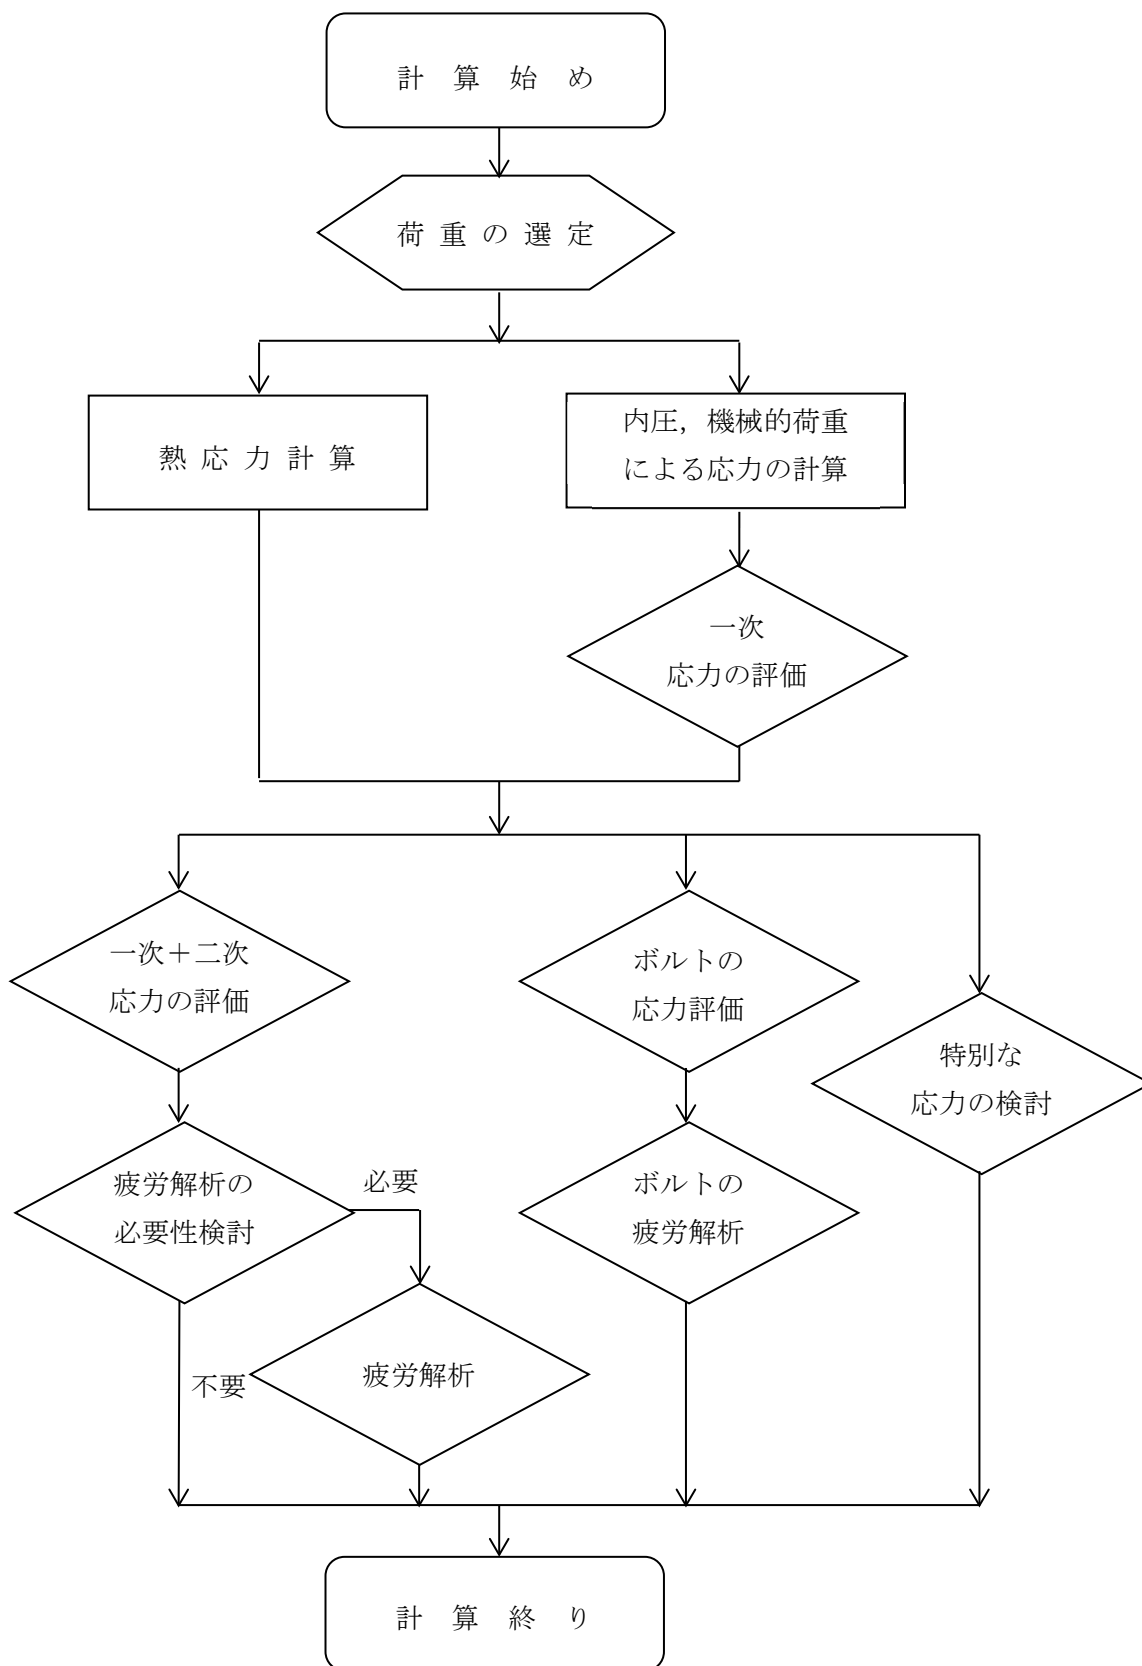 計 算 始 め
荷 重 の 選 定
熱 応 力 計 算
内圧，機械的荷重
による応力の計算
一次
応力の評価
一次＋二次
応力の評価
ボルトの
応力評価
特別な
応力の検討
疲労解析の
必要性検討
必要
ボルトの
疲労解析
不要
疲労解析
計 算 終 り